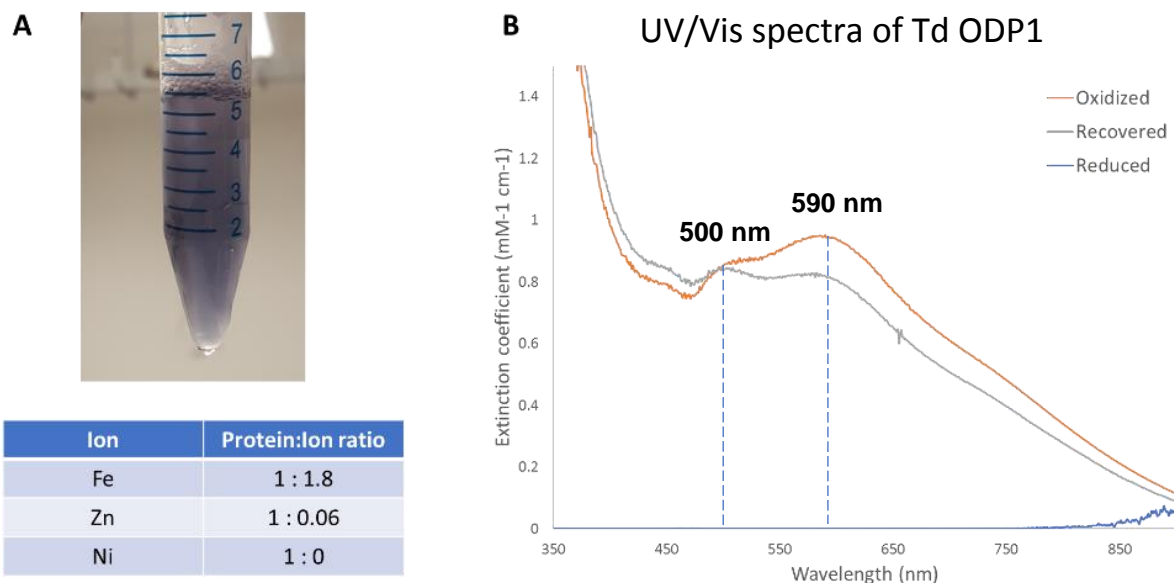 A
7
6
5
4
3
2
Ion Protein:Ion ratio
Fe 1 : 1.8
Zn 1 : 0.06
Ni 1 : 0
B
UV/Vis spectra of Td ODP1
Extinction coefficient (mM-1 cm-1)
1.4
1.2
1
0.8
0.6
0.4
0.2
0
500 nm
590 nm
Oxidized
Recovered
Reduced
350 450 550 650 750 850
Wavelength (nm)